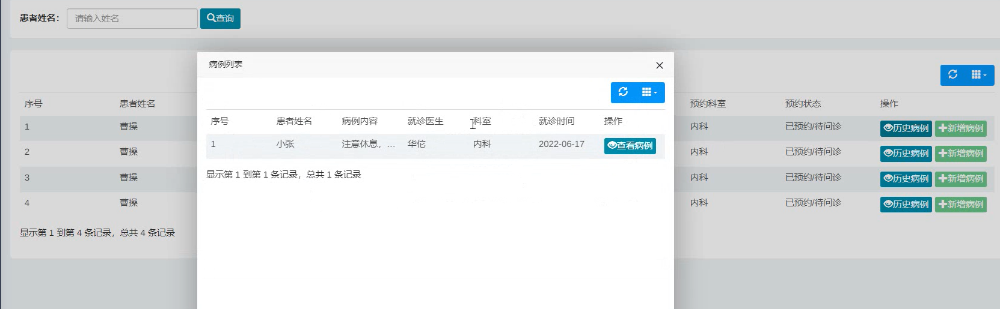 患者姓名： 请输入姓名 查询
病例列表
序号 患者姓名 预约科室 预约状态 操作
序号 患者姓名 病例内容 就诊医生 科室 就诊时间 操作
1 曹操 内科 已预约/待问诊 历史病例 新增病例
1 小张 注意休息，... 华佗 内科 2022-06-17 查看病例
2 曹操 内科 已预约/待问诊 历史病例 新增病例
显示第 1 到第 1 条记录，总共 1 条记录
3 曹操 内科 已预约/待问诊 历史病例 新增病例
4 曹操 内科 已预约/待问诊 历史病例 新增病例
显示第 1 到第 4 条记录，总共 4 条记录